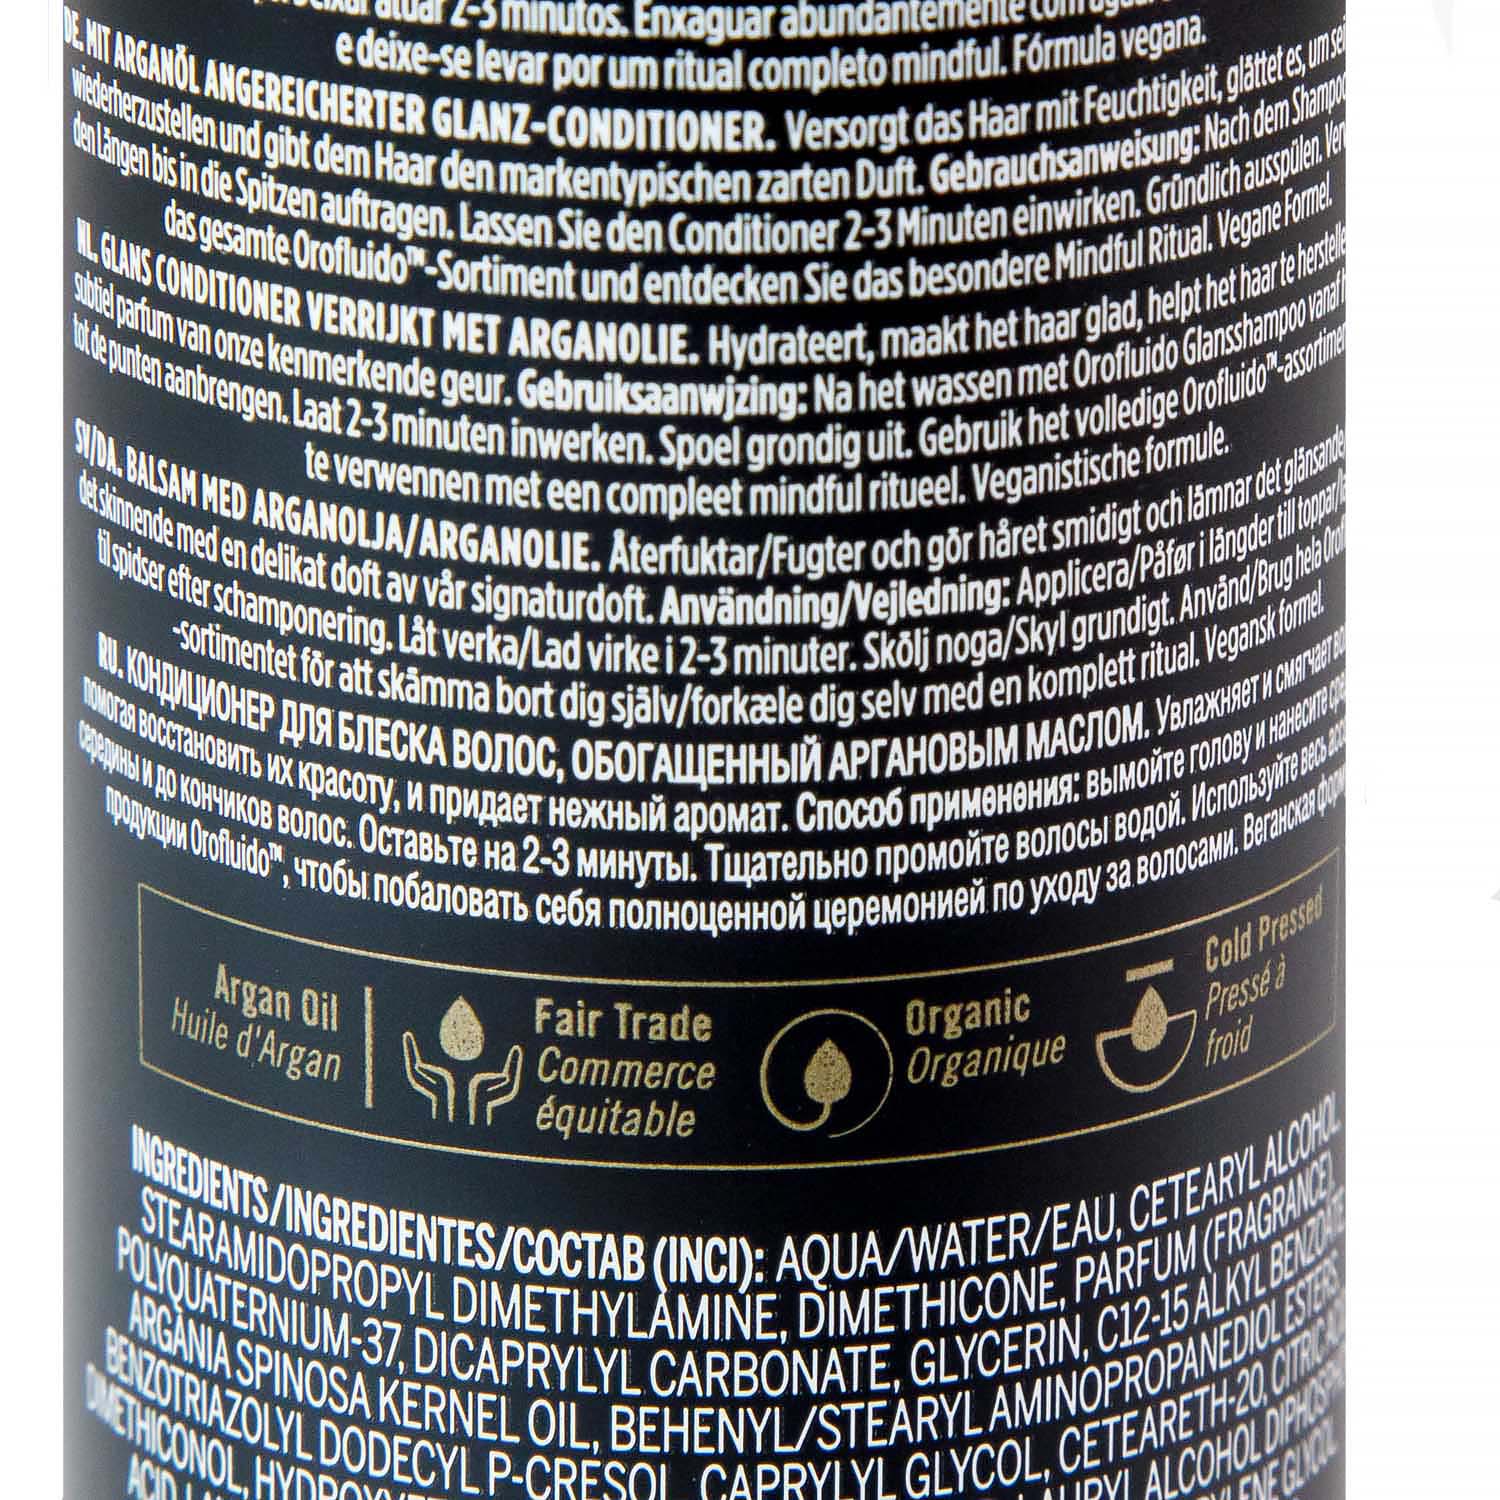 atuar 2-3 minutos. Enxaguar abundantemente com
e deixe-se levar por um ritual completo mindful. Fórmula vegana.
DE. MIT ARGANÖL ANGEREICHERTER GLANZ-CONDITIONER. Versorgt das Haar mit Feuchtigkeit, glättet es, um
wiederherzustellen und gibt dem Haar den markentypischen zarten Duft. Gebrauchsanweisung: Nach dem
den Längen bis in die Spitzen auftragen. Lassen Sie den Conditioner 2-3 Minuten einwirken. Gründlich ausspülen.
das gesamte Orofluido™-Sortiment und entdecken Sie das besondere Mindful Ritual. Vegane Formel.
NL. GLANS CONDITIONER VERRIJKT MET ARGANOLIE. Hydrateert, maakt het haar glad, helpt het haar te
subtiel parfum van onze kenmerkende geur. Gebruiksaanwjzing: Na het wassen met Orofluido Glansshampoo vanaf
tot de punten aanbrengen. Laat 2-3 minuten inwerken. Spoel grondig uit. Gebruik het volledige Orofluido™-
te verwennen met een compleet mindful ritueel. Veganistische formule.
SV/DA. BALSAM MED ARGANOLJA/ARGANOLIE. Återfuktar/Fugter och gör håret smidigt och lämnar det glänsande
det skinnende med en delikat doft av vår signaturdoft. Användning/Vejledning: Applicera/Påfør i längder till toppar/
til spidser efter schamponering. Låt verka/Lad virke i 2-3 minuter. Skölj noga/Skyl grundigt. Använd/Brug hela
-sortimentet för att skämma bort dig själv/forkæle dig selv med en komplett ritual. Vegansk formel.
RU. КОНДИЦИОНЕР ДЛЯ БЛЕСКА ВОЛОС, ОБОГАЩЕННЫЙ АРГАНОВЫМ МАСЛОМ. Увлажняет и смягчает
помогая восстановить их красоту, и придает нежный аромат. Способ применения: вымойте голову и нанесите
середины и до кончиков волос. Оставьте на 2-3 минуты. Тщательно промойте волосы водой. Используйте весь
продукции Orofluido™, чтобы побаловать себя полноценной церемонией по уходу за волосами. Веганская
Argan Oil
Huile d'Argan
Fair Trade
Commerce
équitable
Organic
Organique
Cold Pressed
Pressé à
froid
INGREDIENTS/INGREDIENTES/СОСТАВ (INCI): AQUA/WATER/EAU, CETEARYL ALCOHOL,
STEARAMIDOPROPYL DIMETHYLAMINE, DIMETHICONE, PARFUM (FRAGRANCE),
POLYQUATERNIUM-37, DICAPRYLYL CARBONATE, GLYCERIN, C12-15 ALKYL BENZOATE,
ARGANIA SPINOSA KERNEL OIL, BEHENYL/STEARYL AMINOPROPANEDIOL ESTERS,
BENZOTRIAZOLYL DODECYL P-CRESOL, CAPRYLYL GLYCOL, CETEARETH-20, CITRIC
DIMETHICONOL, ALCOHOL
ACID, GLYCOL